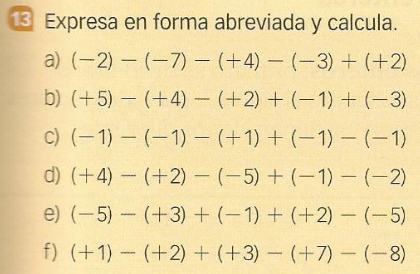 13 Expresa en forma abreviada y calcula.
a) (−2) − (−7) − (+4) − (−3) + (+2)
b) (+5) − (+4) − (+2) + (−1) + (−3)
c) (−1) − (−1) − (+1) + (−1) − (−1)
d) (+4) − (+2) − (−5) + (−1) − (−2)
e) (−5) − (+3) + (−1) + (+2) − (−5)
f) (+1) − (+2) + (+3) − (+7) − (−8)